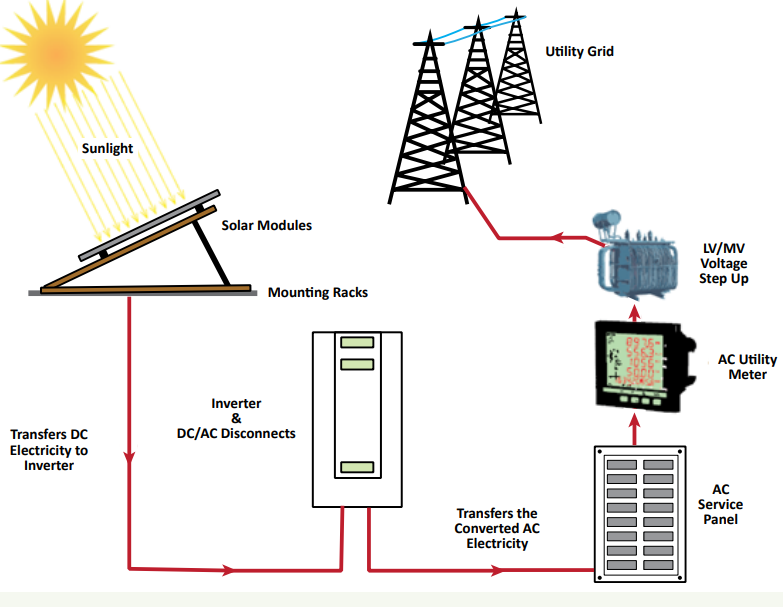 Utility Grid
Sunlight
Solar Modules
LV/MV
Voltage
Step Up
Mounting Racks
AC Utility
Meter
Inverter
&
DC/AC Disconnects
Transfers DC
Electricity to
Inverter
AC
Service
Panel
Transfers the
Converted AC
Electricity